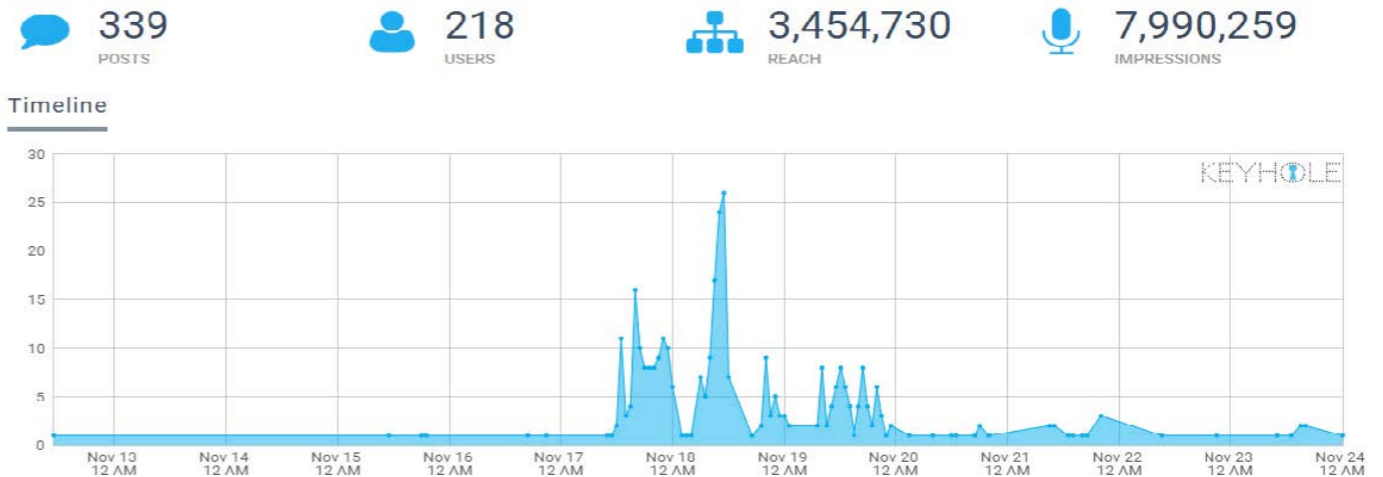 339 218 3,454,730 7,990,259
POSTS USERS REACH IMPRESSIONS
Timeline
30
KEYHOLE
25
20
15
10
5
0
Nov 13 Nov 14 Nov 15 Nov 16 Nov 17 Nov 18 Nov 19 Nov 20 Nov 21 Nov 22 Nov 23 Nov 24
12 AM 12 AM 12 AM 12 AM 12 AM 12 AM 12 AM 12 AM 12 AM 12 AM 12 AM 12 AM